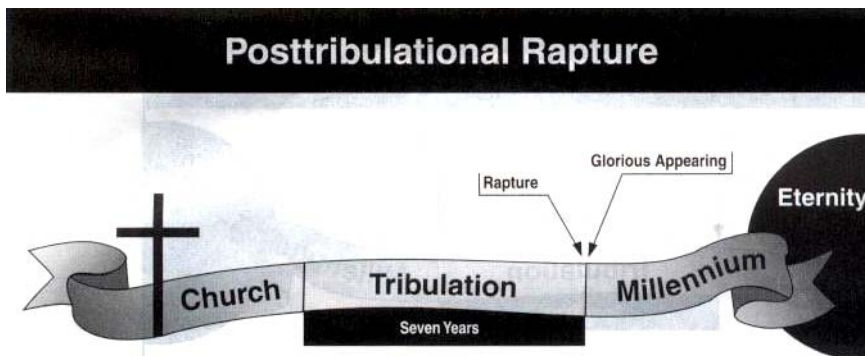 Posttribulational Rapture
Glorious Appearing
Rapture
Eternity
Church
Tribulation
Millennium
Seven Years